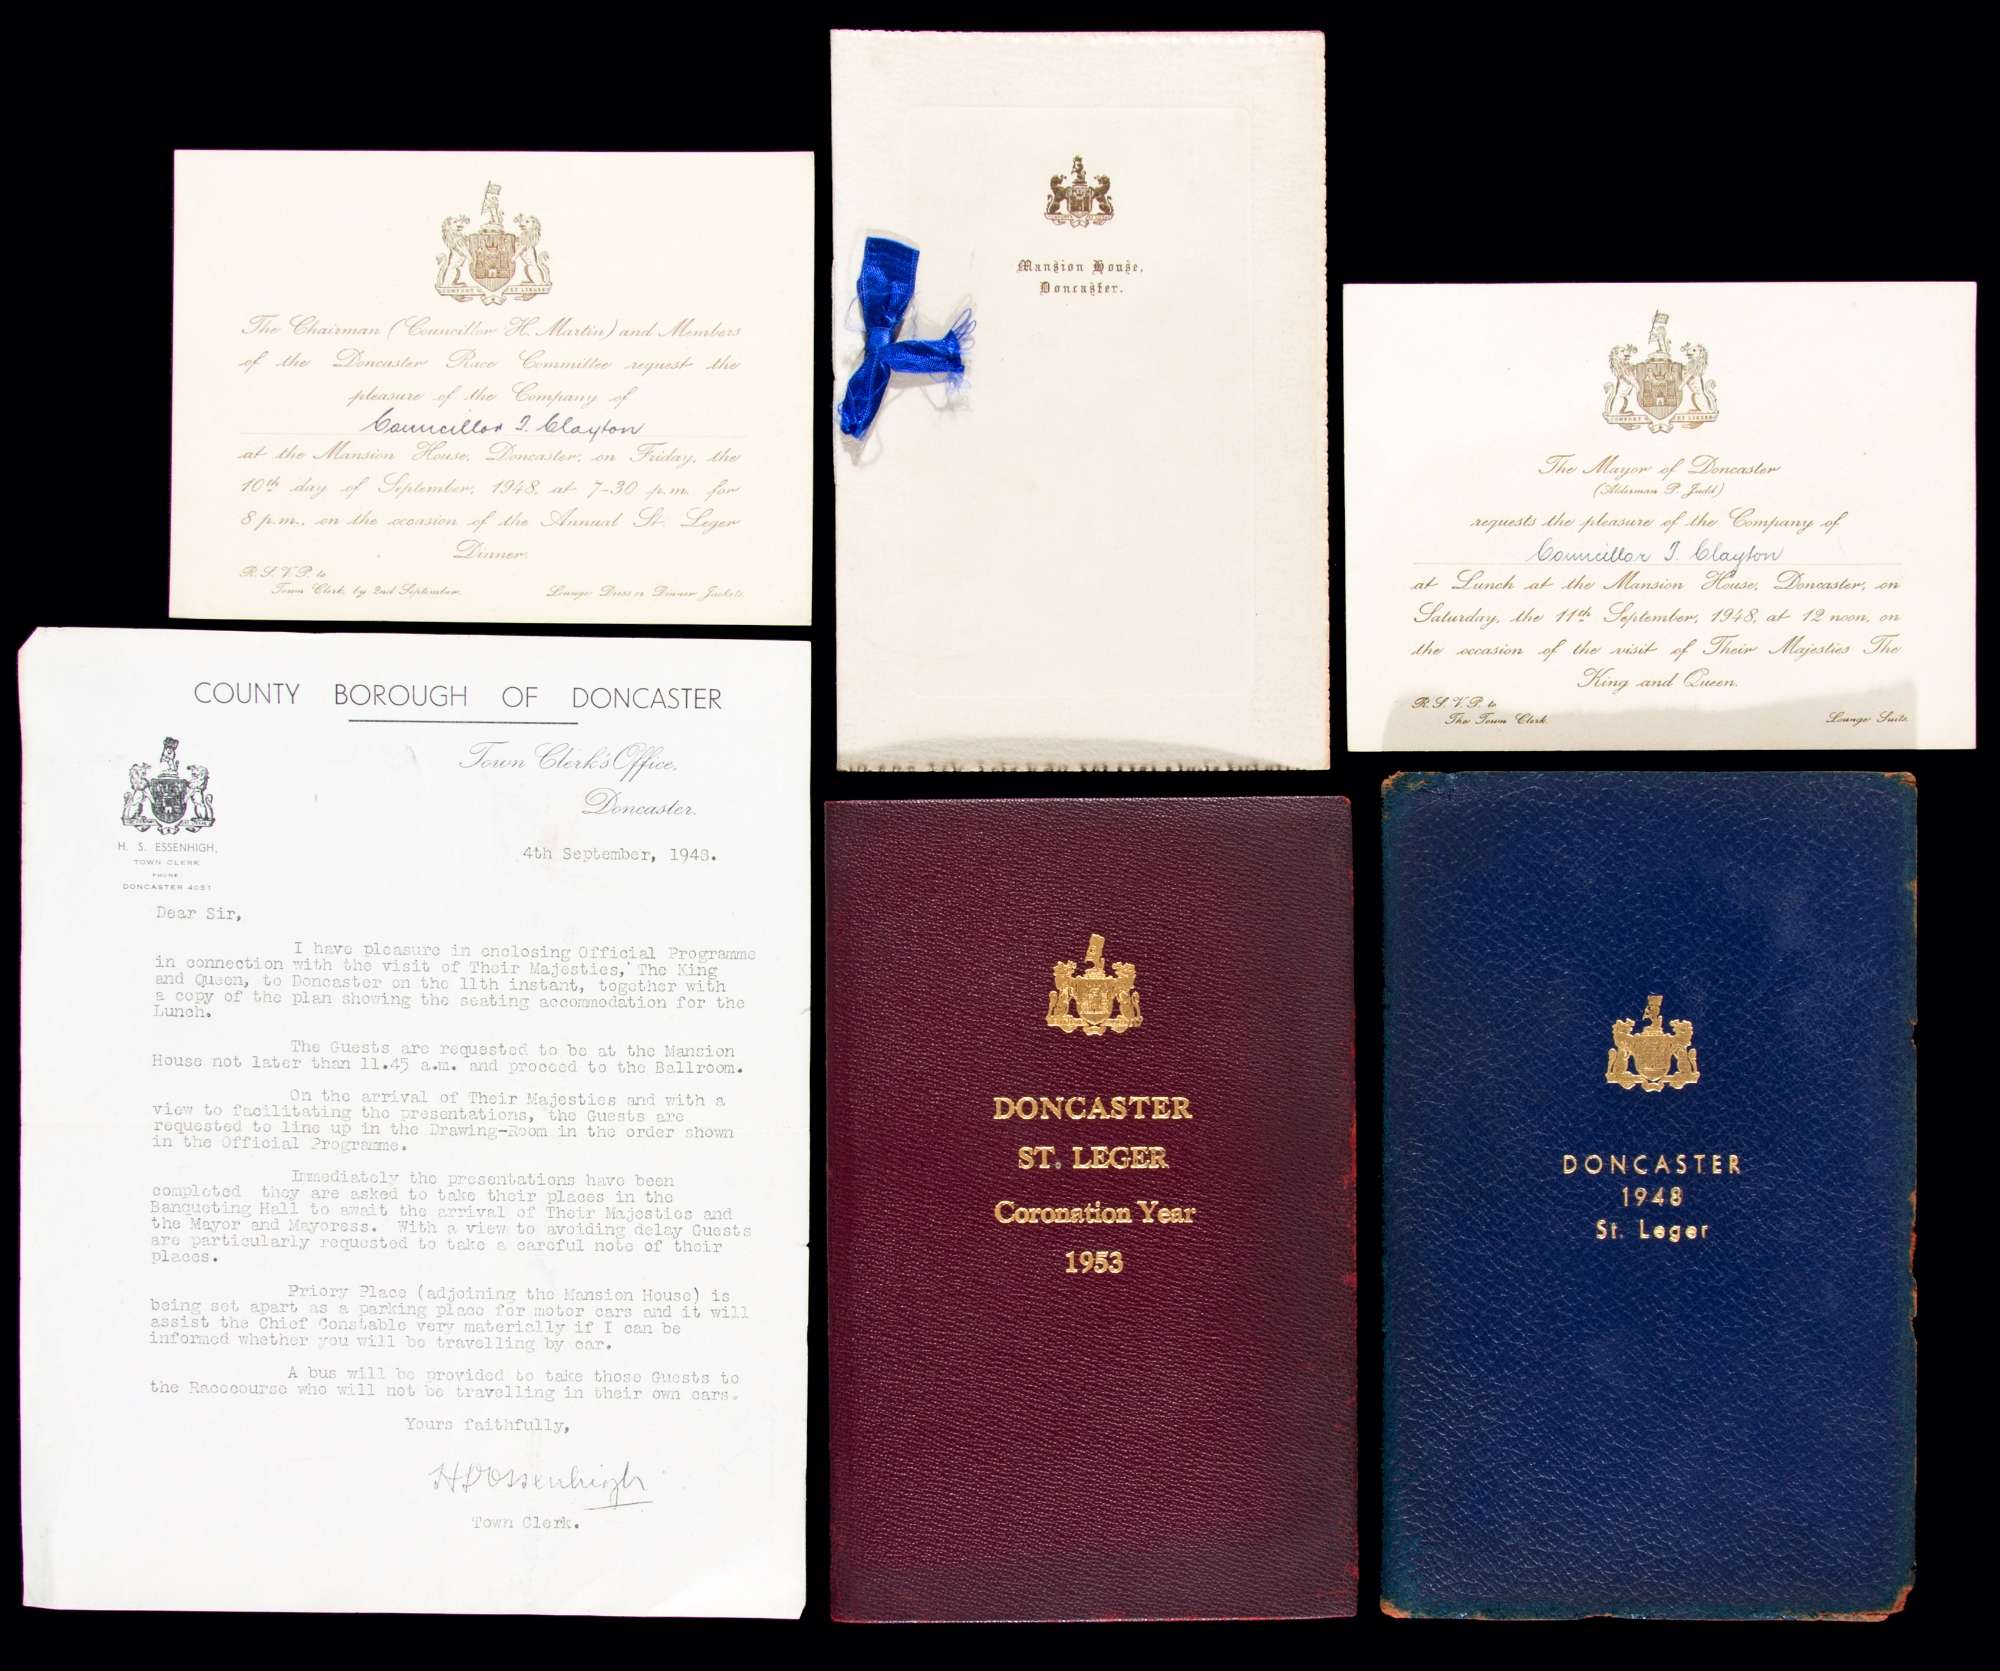 The Chairman (Councillor H. Martin) and Members
of the Doncaster Race Committee request the
pleasure of the Company of
Councillor T. Clayton
at the Mansion House, Doncaster, on Friday, the
10th day of September, 1948, at 7-30 p.m. for
8 p.m., on the occasion of the Annual St. Leger
Dinner.
R.S.V.P. to
Town Clerk, by 2nd September.
Lounge Dress or Dinner Jackets.
Mansion House,
Doncaster.
The Mayor of Doncaster
(Alderman P. Judd)
requests the pleasure of the Company of
Councillor T. Clayton
at Lunch at the Mansion House, Doncaster, on
Saturday, the 11th September, 1948, at 12 noon, on
the occasion of the visit of Their Majesties The
King and Queen.
R.S.V.P. to
The Town Clerk.
Lounge Suits.
COUNTY BOROUGH OF DONCASTER
Town Clerk's Office,
Doncaster.
H. S. ESSENHIGH,
TOWN CLERK
PHONE
DONCASTER 4051
4th September, 1948.
Dear Sir,
I have pleasure in enclosing Official Programme
in connection with the visit of Their Majesties, The King
and Queen, to Doncaster on the 11th instant, together with
a copy of the plan showing the seating accommodation for the
Lunch.
The Guests are requested to be at the Mansion
House not later than 11.45 a.m. and proceed to the Ballroom.
On the arrival of Their Majesties and with a
view to facilitating the presentations, the Guests are
requested to line up in the Drawing-Room in the order shown
in the Official Programme.
Immediately the presentations have been
completed they are asked to take their places in the
Banqueting Hall to await the arrival of Their Majesties and
the Mayor and Mayoress. With a view to avoiding delay Guests
are particularly requested to take a careful note of their
places.
Priory Place (adjoining the Mansion House) is
being set apart as a parking place for motor cars and it will
assist the Chief Constable very materially if I can be
informed whether you will be travelling by car.
A bus will be provided to take those Guests to
the Racecourse who will not be travelling in their own cars.
Yours faithfully,
H S Essenhigh
Town Clerk.
DONCASTER
ST. LEGER
Coronation Year
1953
DONCASTER
1948
St. Leger